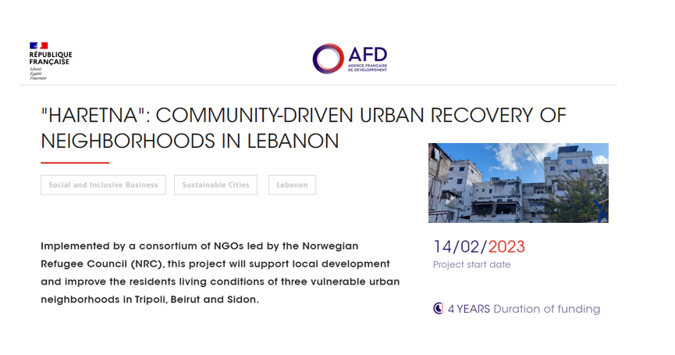 RÉPUBLIQUE
FRANÇAISE
Liberté
Égalité
Fraternité
AFD
AGENCE FRANÇAISE
DE DÉVELOPPEMENT
"HARETNA": COMMUNITY-DRIVEN URBAN RECOVERY OF
NEIGHBORHOODS IN LEBANON
Social and Inclusive Business
Sustainable Cities
Lebanon
Implemented by a consortium of NGOs led by the Norwegian
Refugee Council (NRC), this project will support local development
and improve the residents living conditions of three vulnerable urban
neighborhoods in Tripoli, Beirut and Sidon.
14/02/2023
Project start date
4 YEARS Duration of funding